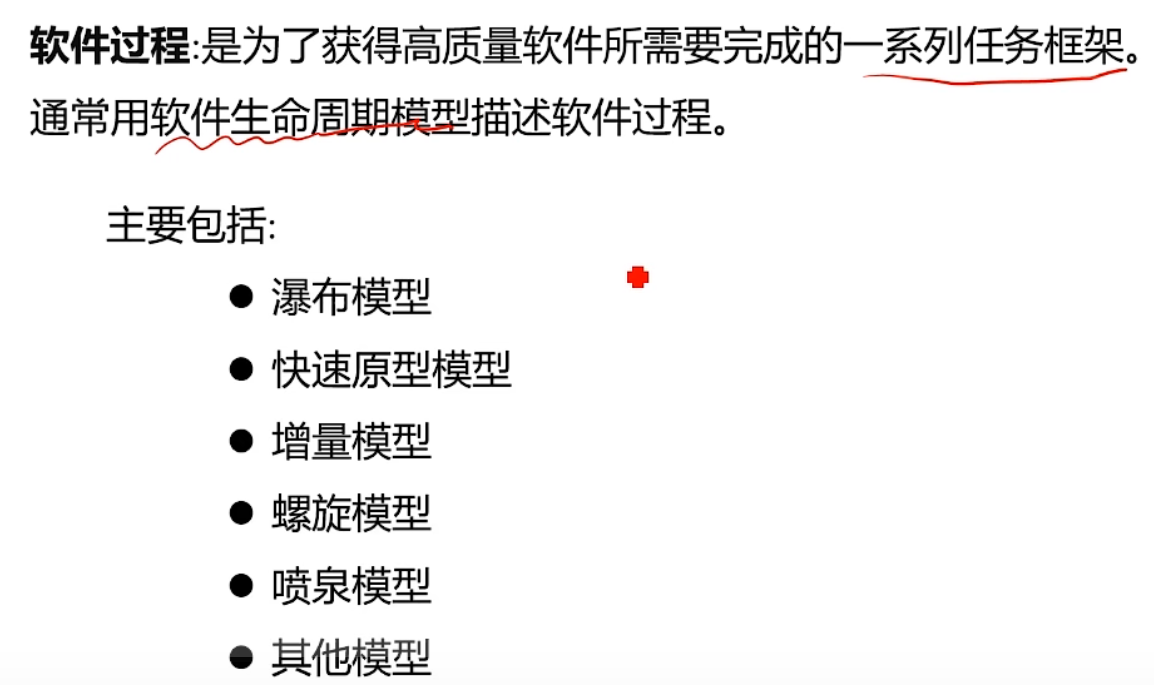 软件过程:是为了获得高质量软件所需要完成的一系列任务框架。
通常用软件生命周期模型描述软件过程。
主要包括:
● 瀑布模型
● 快速原型模型
● 增量模型
● 螺旋模型
● 喷泉模型
● 其他模型